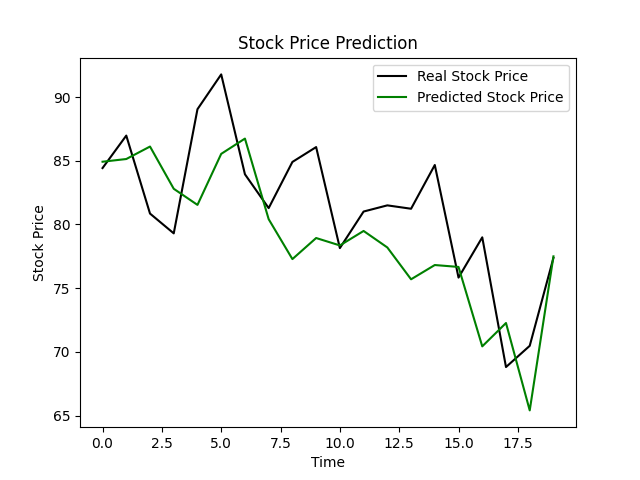 Stock Price Prediction
Real Stock Price
Predicted Stock Price
Stock Price
90
85
80
75
70
65
0.0 2.5 5.0 7.5 10.0 12.5 15.0 17.5
Time